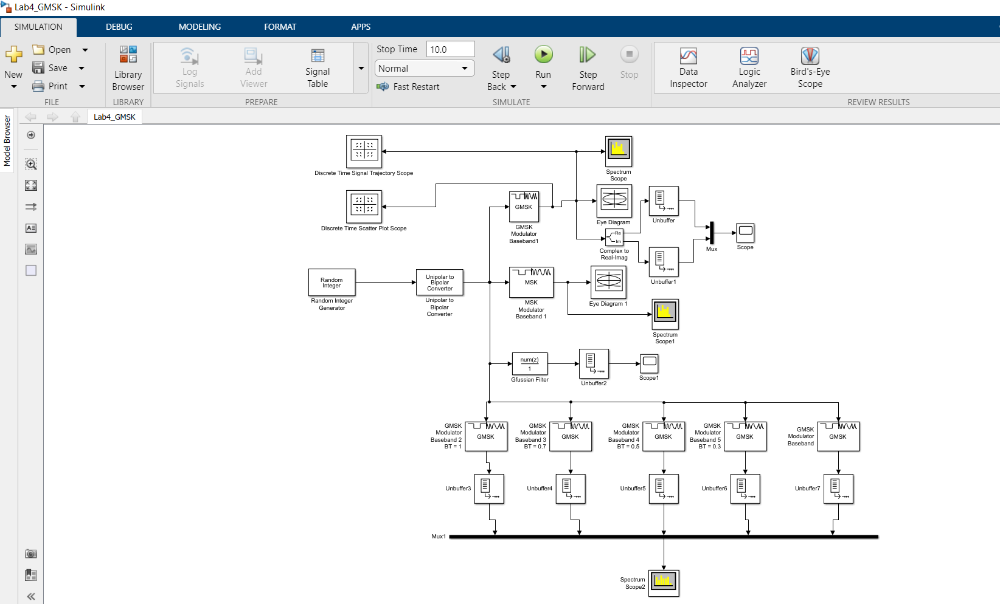 Lab4_GMSK - Simulink
SIMULATION
DEBUG
MODELING
FORMAT
APPS
New
Open
Save
Print
FILE
Library
Browser
LIBRARY
Log
Signals
Add
Viewer
Signal
Table
PREPARE
Stop Time
10.0
Normal
Fast Restart
Step
Back
Run
Step
Forward
Stop
SIMULATE
Data
Inspector
Logic
Analyzer
Bird's-Eye
Scope
REVIEW RESULTS
Model Browser
Lab4_GMSK
Discrete Time Signal Trajectory Scope
Spectrum
Scope
DIscrete Time Scatter Plot Scope
GMSK
GMSK
Modulator
Baseband1
Eye Diagram
Re
Im
Complex to
Real-Imag
Unbuffer
Unbuffer1
Mux
Scope
Random
Integer
Random Integer
Generator
Unipolar to
Bipolar
Converter
Unipolar to
Bipolar
Converter
MSK
MSK
Modulator
Baseband 1
Eye Diagram 1
Spectrum
Scope1
num(z)
1
Gfussian Filter
Unbuffer2
Scope1
GMSK
Modulator
Baseband 2
BT = 1
GMSK
GMSK
Modulator
Baseband 3
BT = 0.7
GMSK
GMSK
Modulator
Baseband 4
BT = 0.5
GMSK
GMSK
Modulator
Baseband 5
BT = 0.3
GMSK
GMSK
Modulator
Baseband
GMSK
Unbuffer3
Unbuffer4
Unbuffer5
Unbuffer6
Unbuffer7
Mux1
Spectrum
Scope2